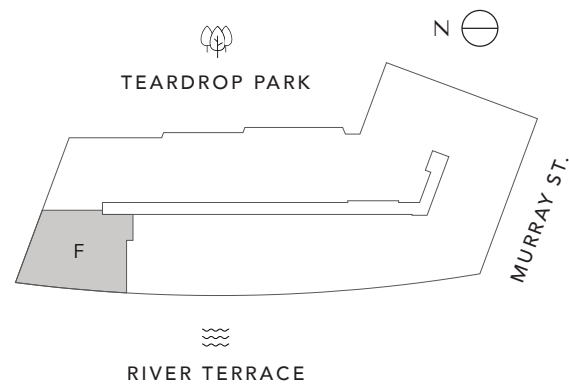 N
TEARDROP PARK
MURRAY ST.
F
RIVER TERRACE